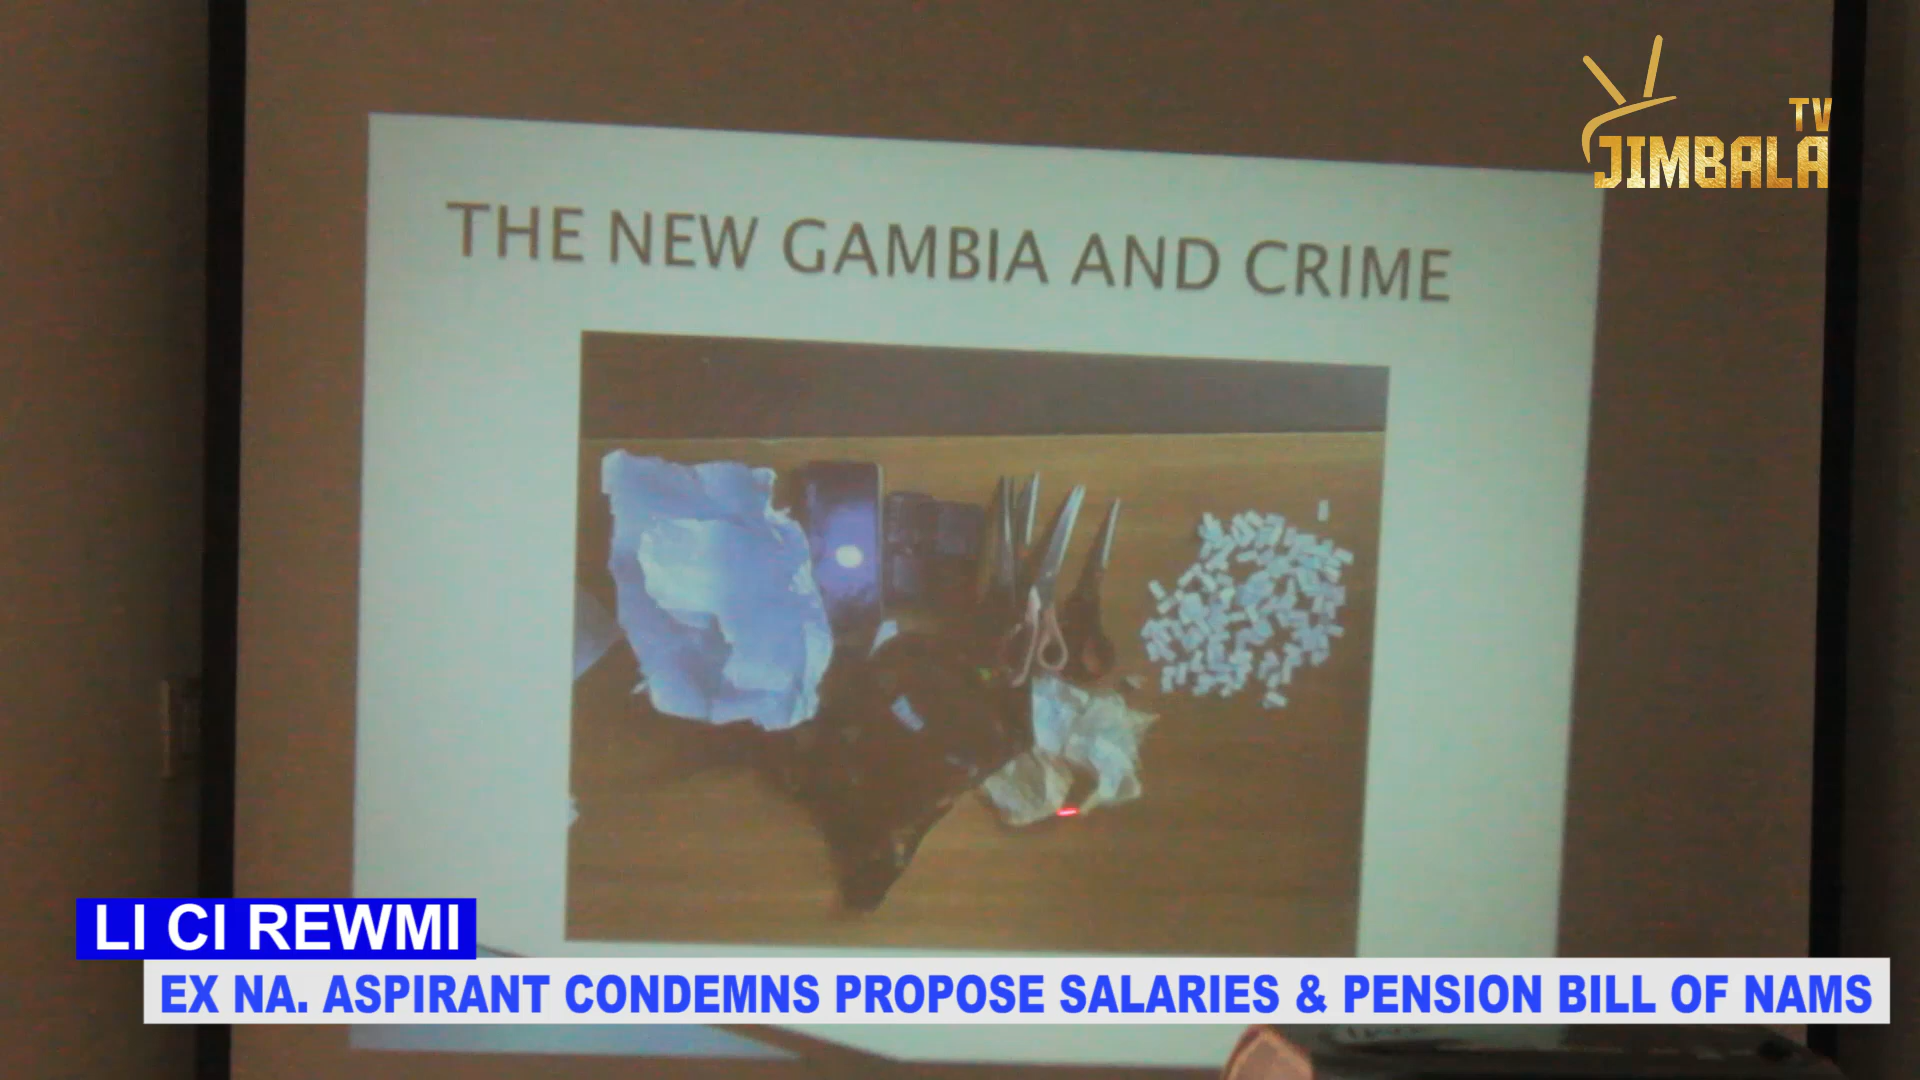 TV
JIMBALA
THE NEW GAMBIA AND CRIME
LI CI REWMI
EX NA. ASPIRANT CONDEMNS PROPOSE SALARIES & PENSION BILL OF NAMS